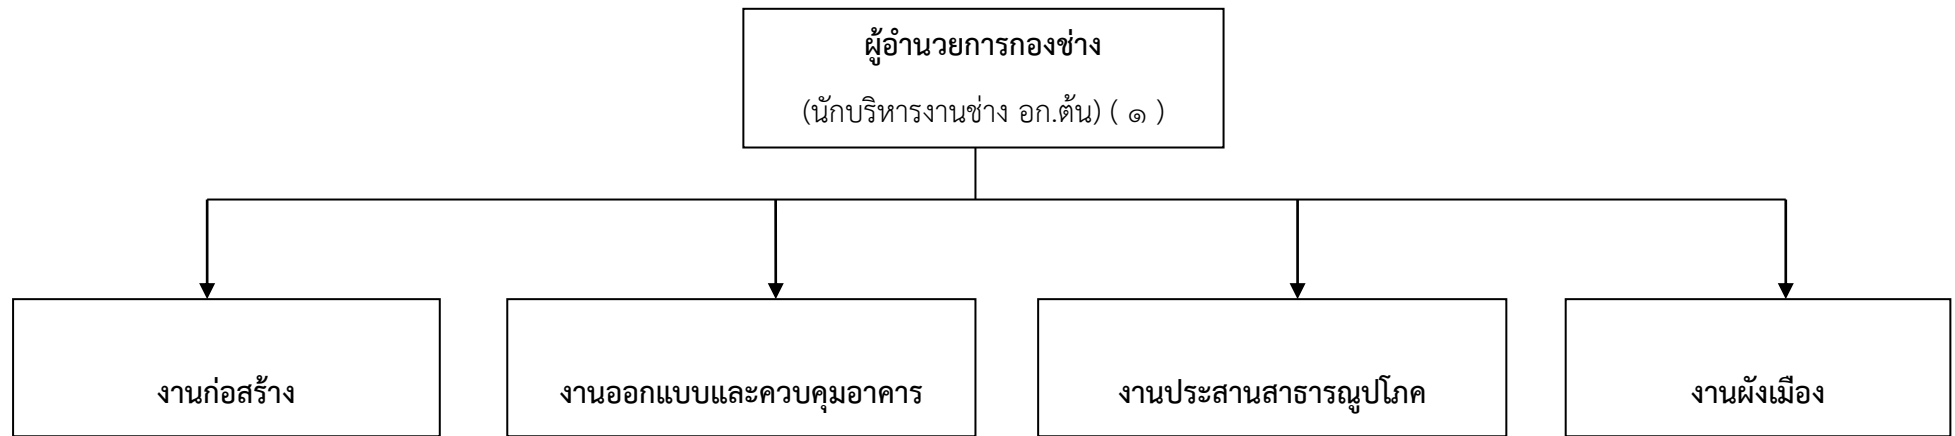 ผู้อำนวยการกองช่าง
(นักบริหารงานช่าง อก.ต้น) ( ๑ )
งานก่อสร้าง
งานออกแบบและควบคุมอาคาร
งานประสานสาธารณูปโภค
งานผังเมือง